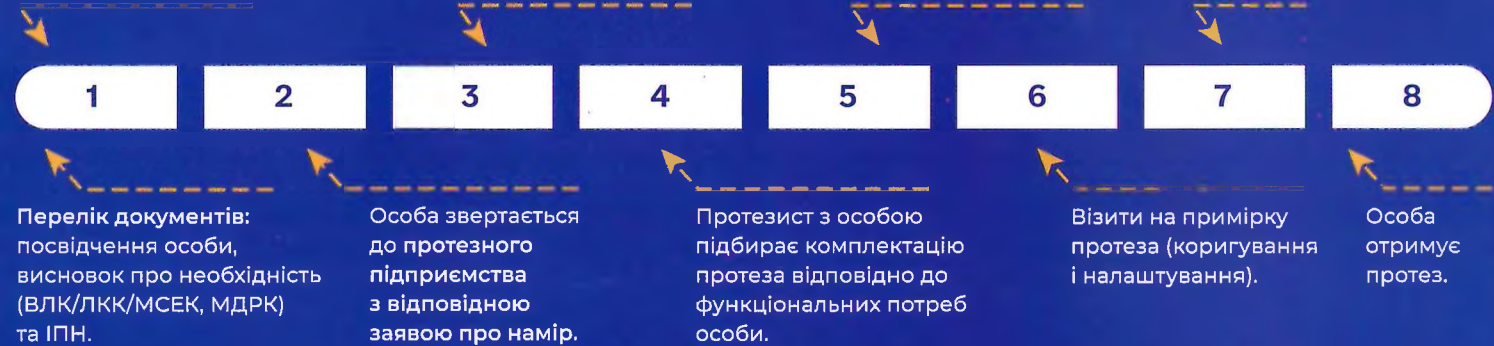 1
2
3
4
5
6
7
8
Перелік документів:
посвідчення особи,
висновок про необхідність
(ВЛК/ЛКК/МСЕК, МДРК)
та ІПН.
Особа звертається
до протезного
підприємства
з відповідною
заявою про намір.
Протезист з особою
підбирає комплектацію
протеза відповідно до
функціональних потреб
особи.
Візити на примірку
протеза (коригування
і налаштування).
Особа
отримує
протез.